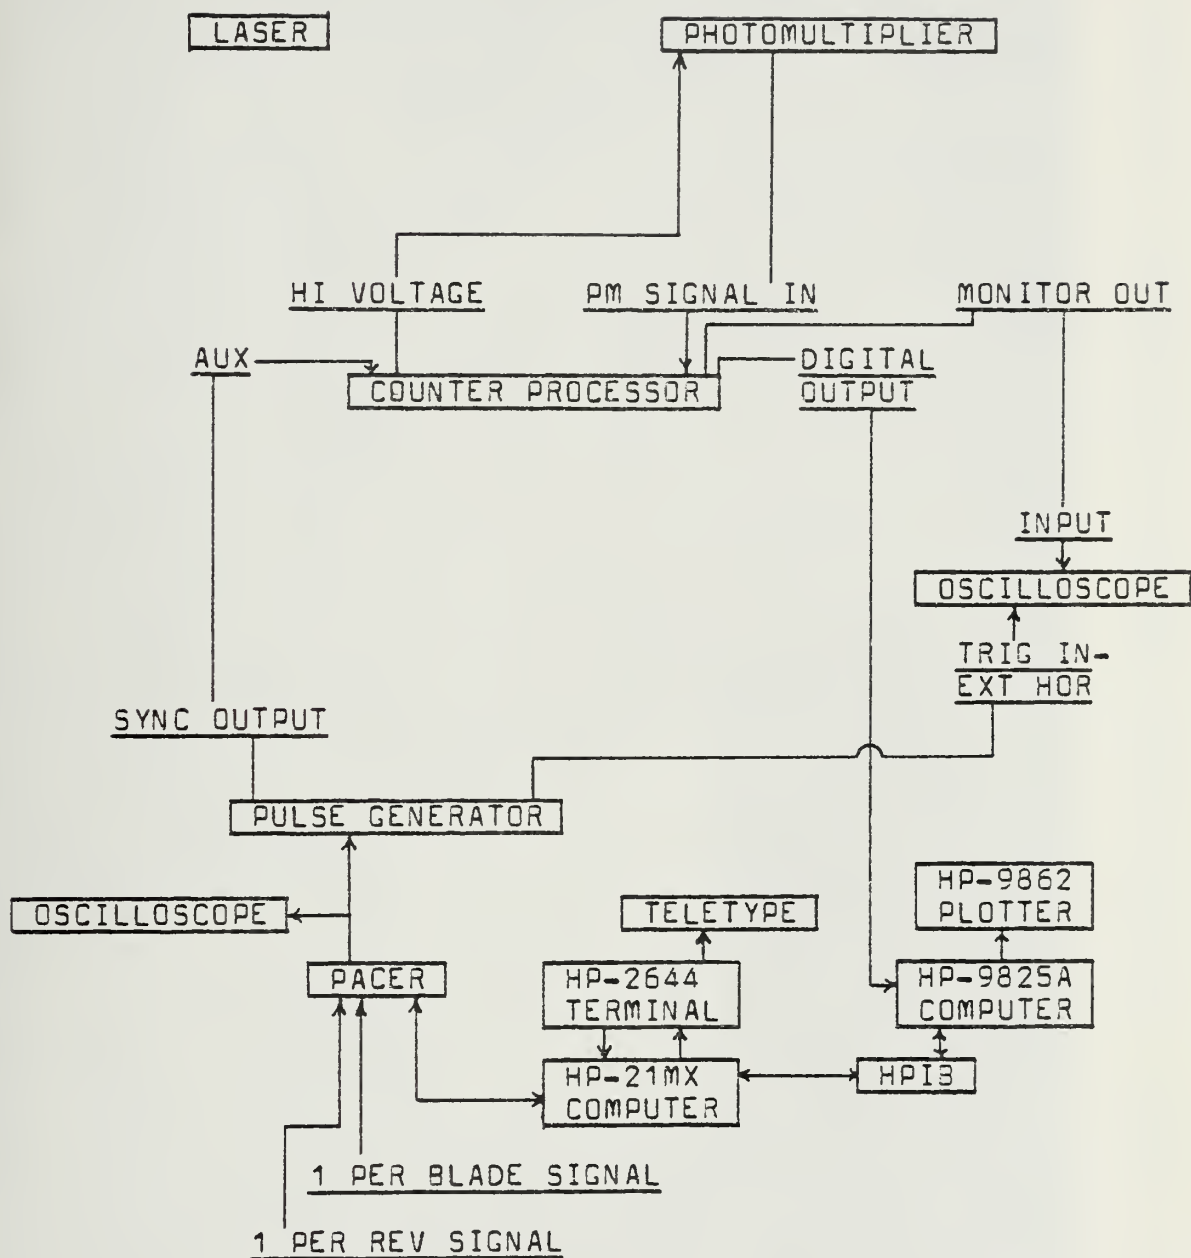 LASER
PHOTOMULTIPLIER
HI VOLTAGE
PM SIGNAL IN
MONITOR OUT
AUX
DIGITAL
OUTPUT
COUNTER PROCESSOR
INPUT
OSCILLOSCOPE
TRIG IN-
EXT HOR
SYNC OUTPUT
PULSE GENERATOR
HP-9862
PLOTTER
OSCILLOSCOPE
TELETYPE
PACER
HP-2644
TERMINAL
HP-9825A
COMPUTER
HP-21MX
COMPUTER
HPIB
1 PER BLADE SIGNAL
1 PER REV SIGNAL